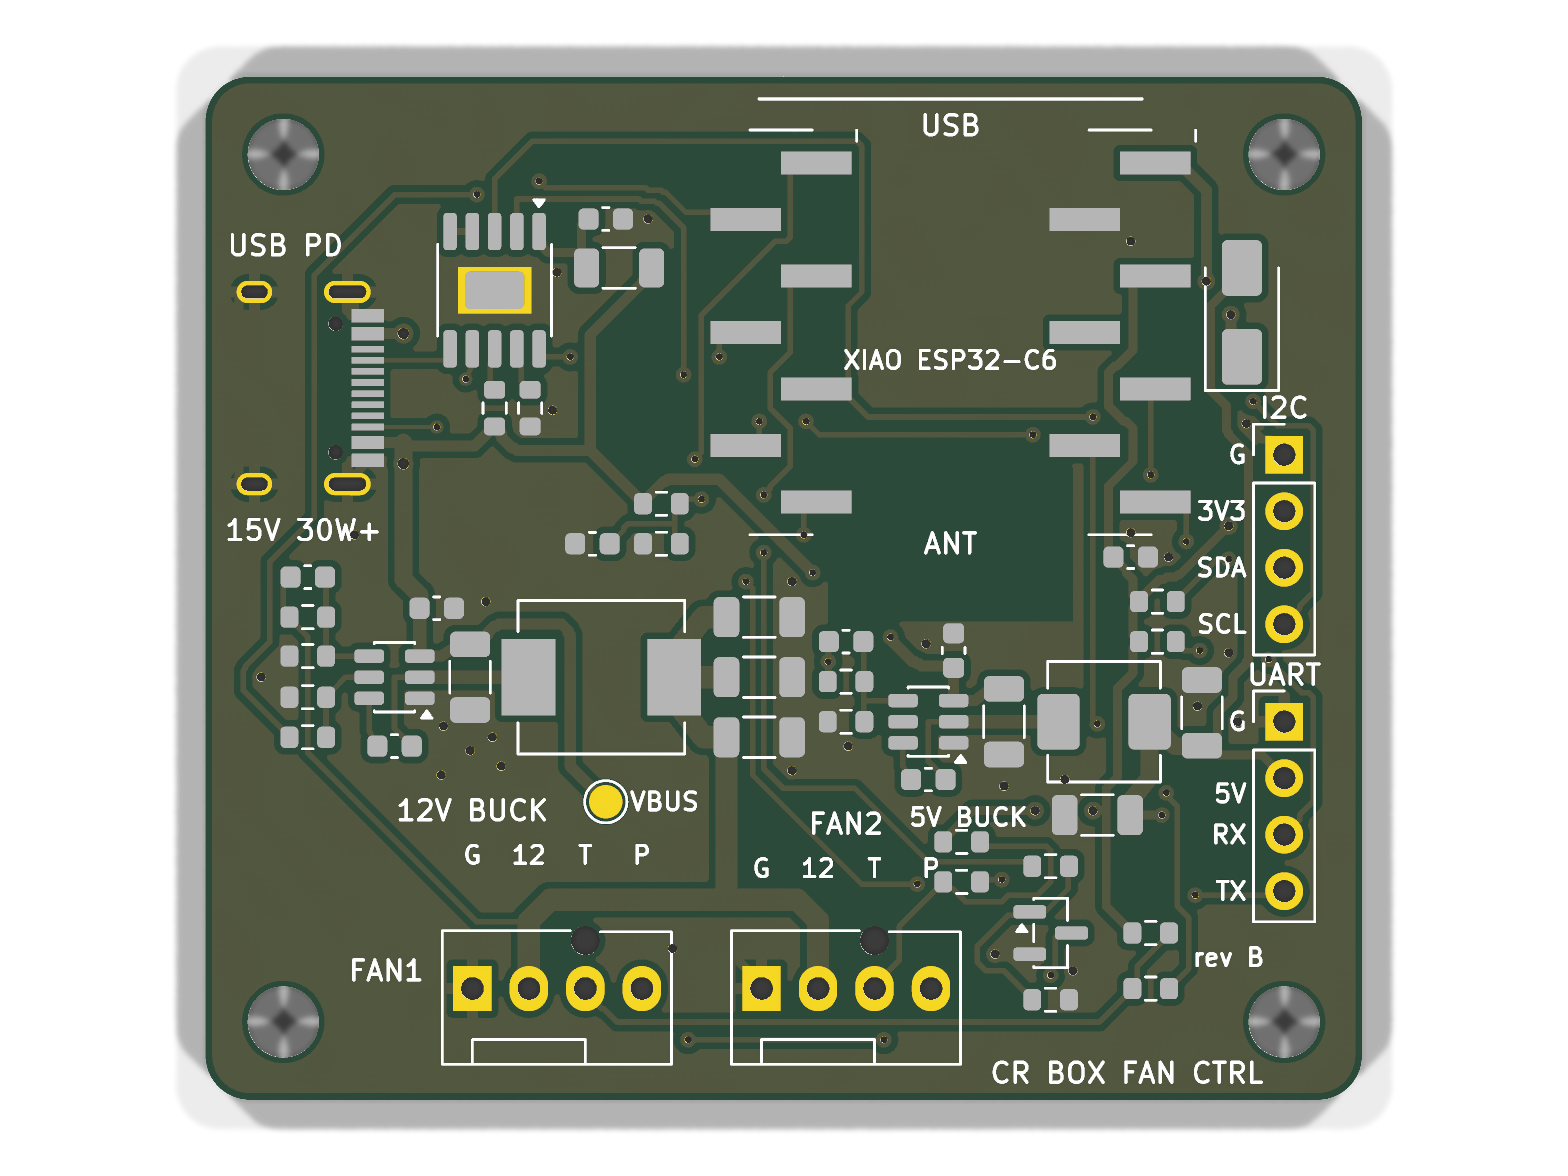 USB
USB PD
XIAO ESP32-C6
I2C
G
3V3
SDA
SCL
15V 30W+
ANT
UART
G
5V
RX
TX
12V BUCK
VBUS
FAN2
5V BUCK
G 12 T P
G 12 T P
FAN1
rev B
CR BOX FAN CTRL